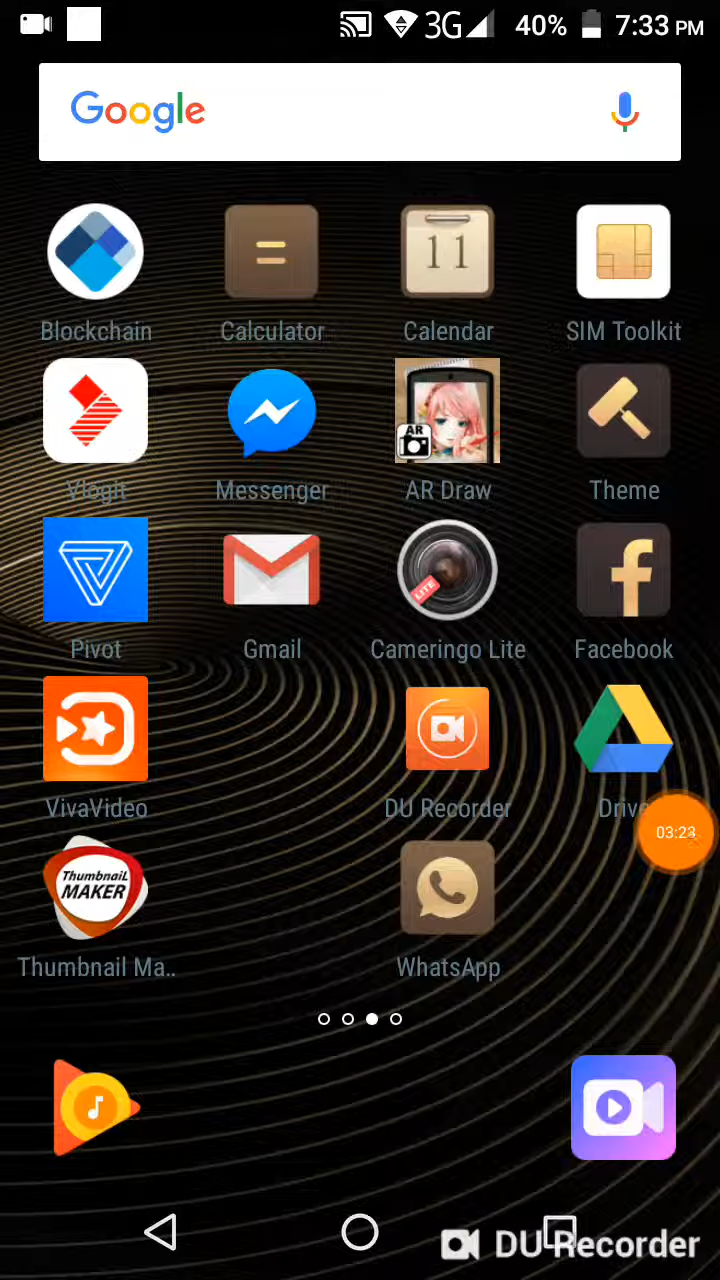 3G 40% 7:33 PM
Google
=
11
Blockchain Calculator Calendar SIM Toolkit
AR
Vlogit Messenger AR Draw Theme
LITE
f
Pivot Gmail Cameringo Lite Facebook
VivaVideo DU Recorder Drive
03:23
ThumbnaiL
MAKER
Thumbnail Ma..
WhatsApp
DU Recorder